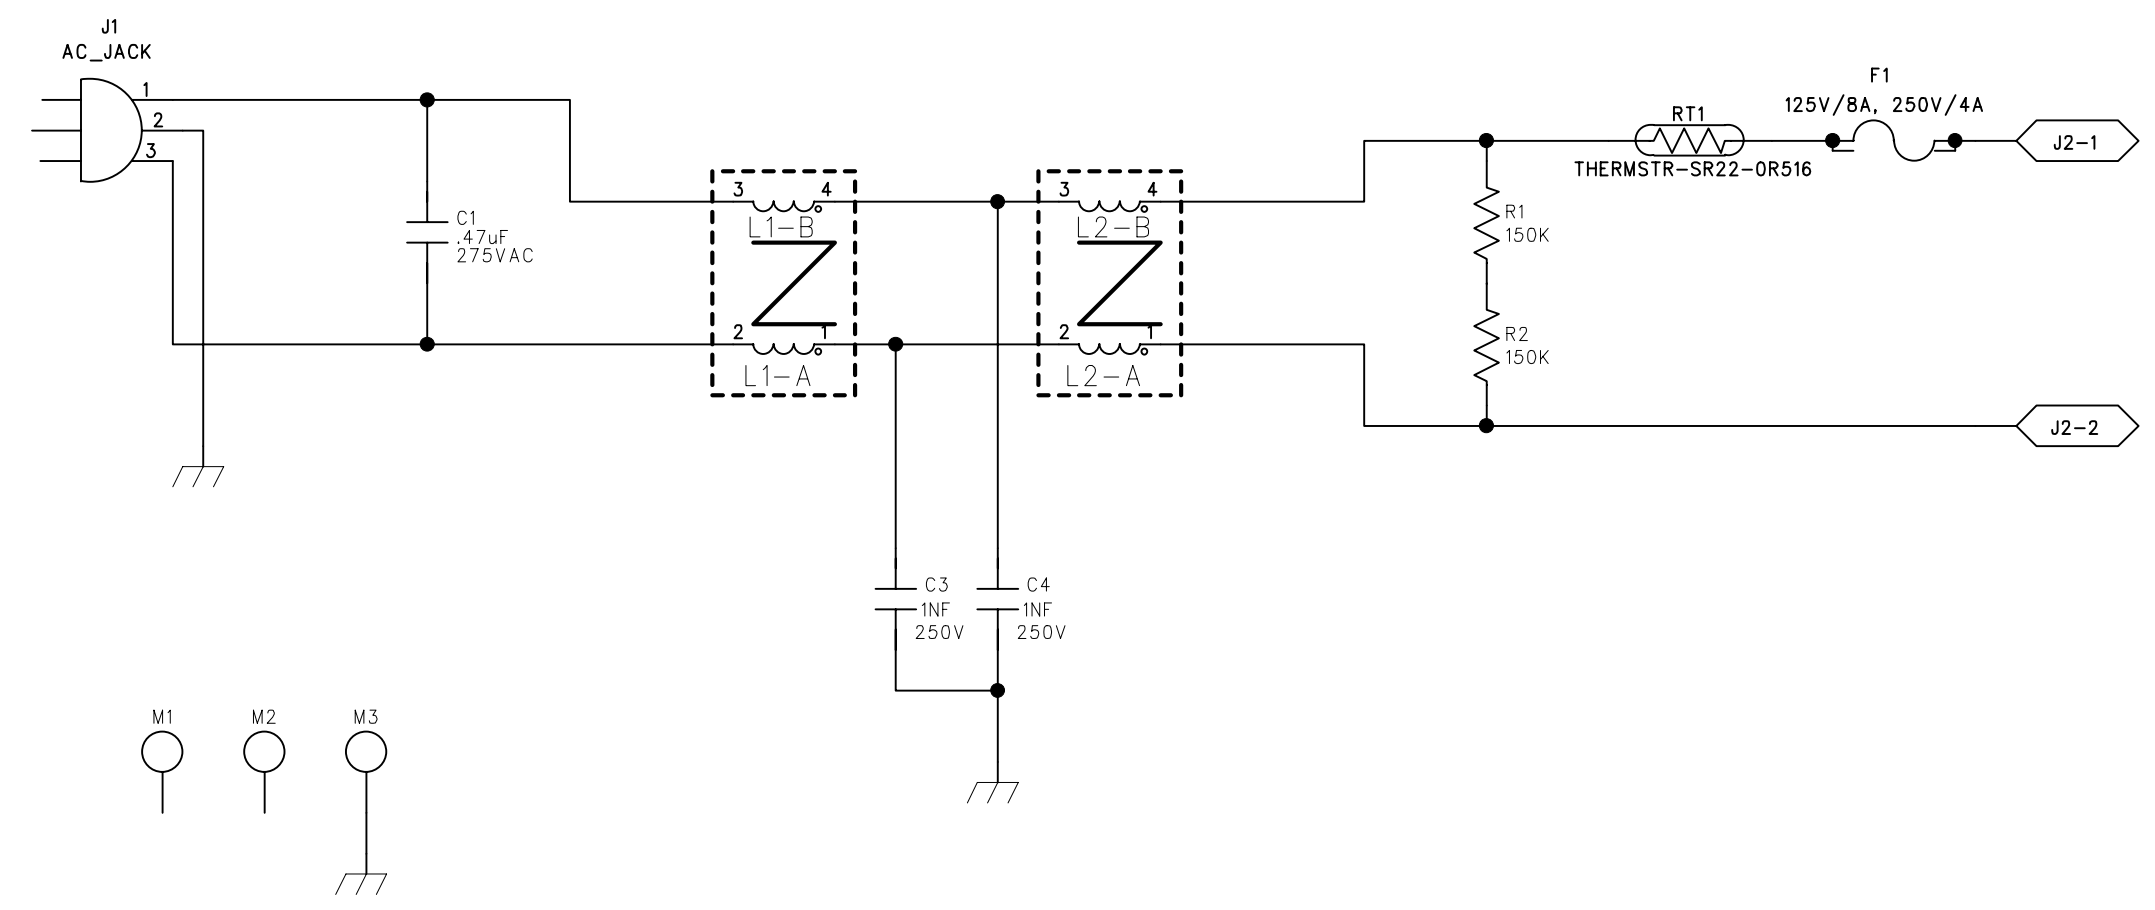 J1
AC_JACK
1
2
3
C1
.47uF
275VAC
3 4
L1-B
2 1
L1-A
3 4
L2-B
2 1
L2-A
R1
150K
R2
150K
RT1
THERMSTR-SR22-0R516
F1
125V/8A, 250V/4A
J2-1
J2-2
C3
1NF
250V
C4
1NF
250V
M1 M2 M3